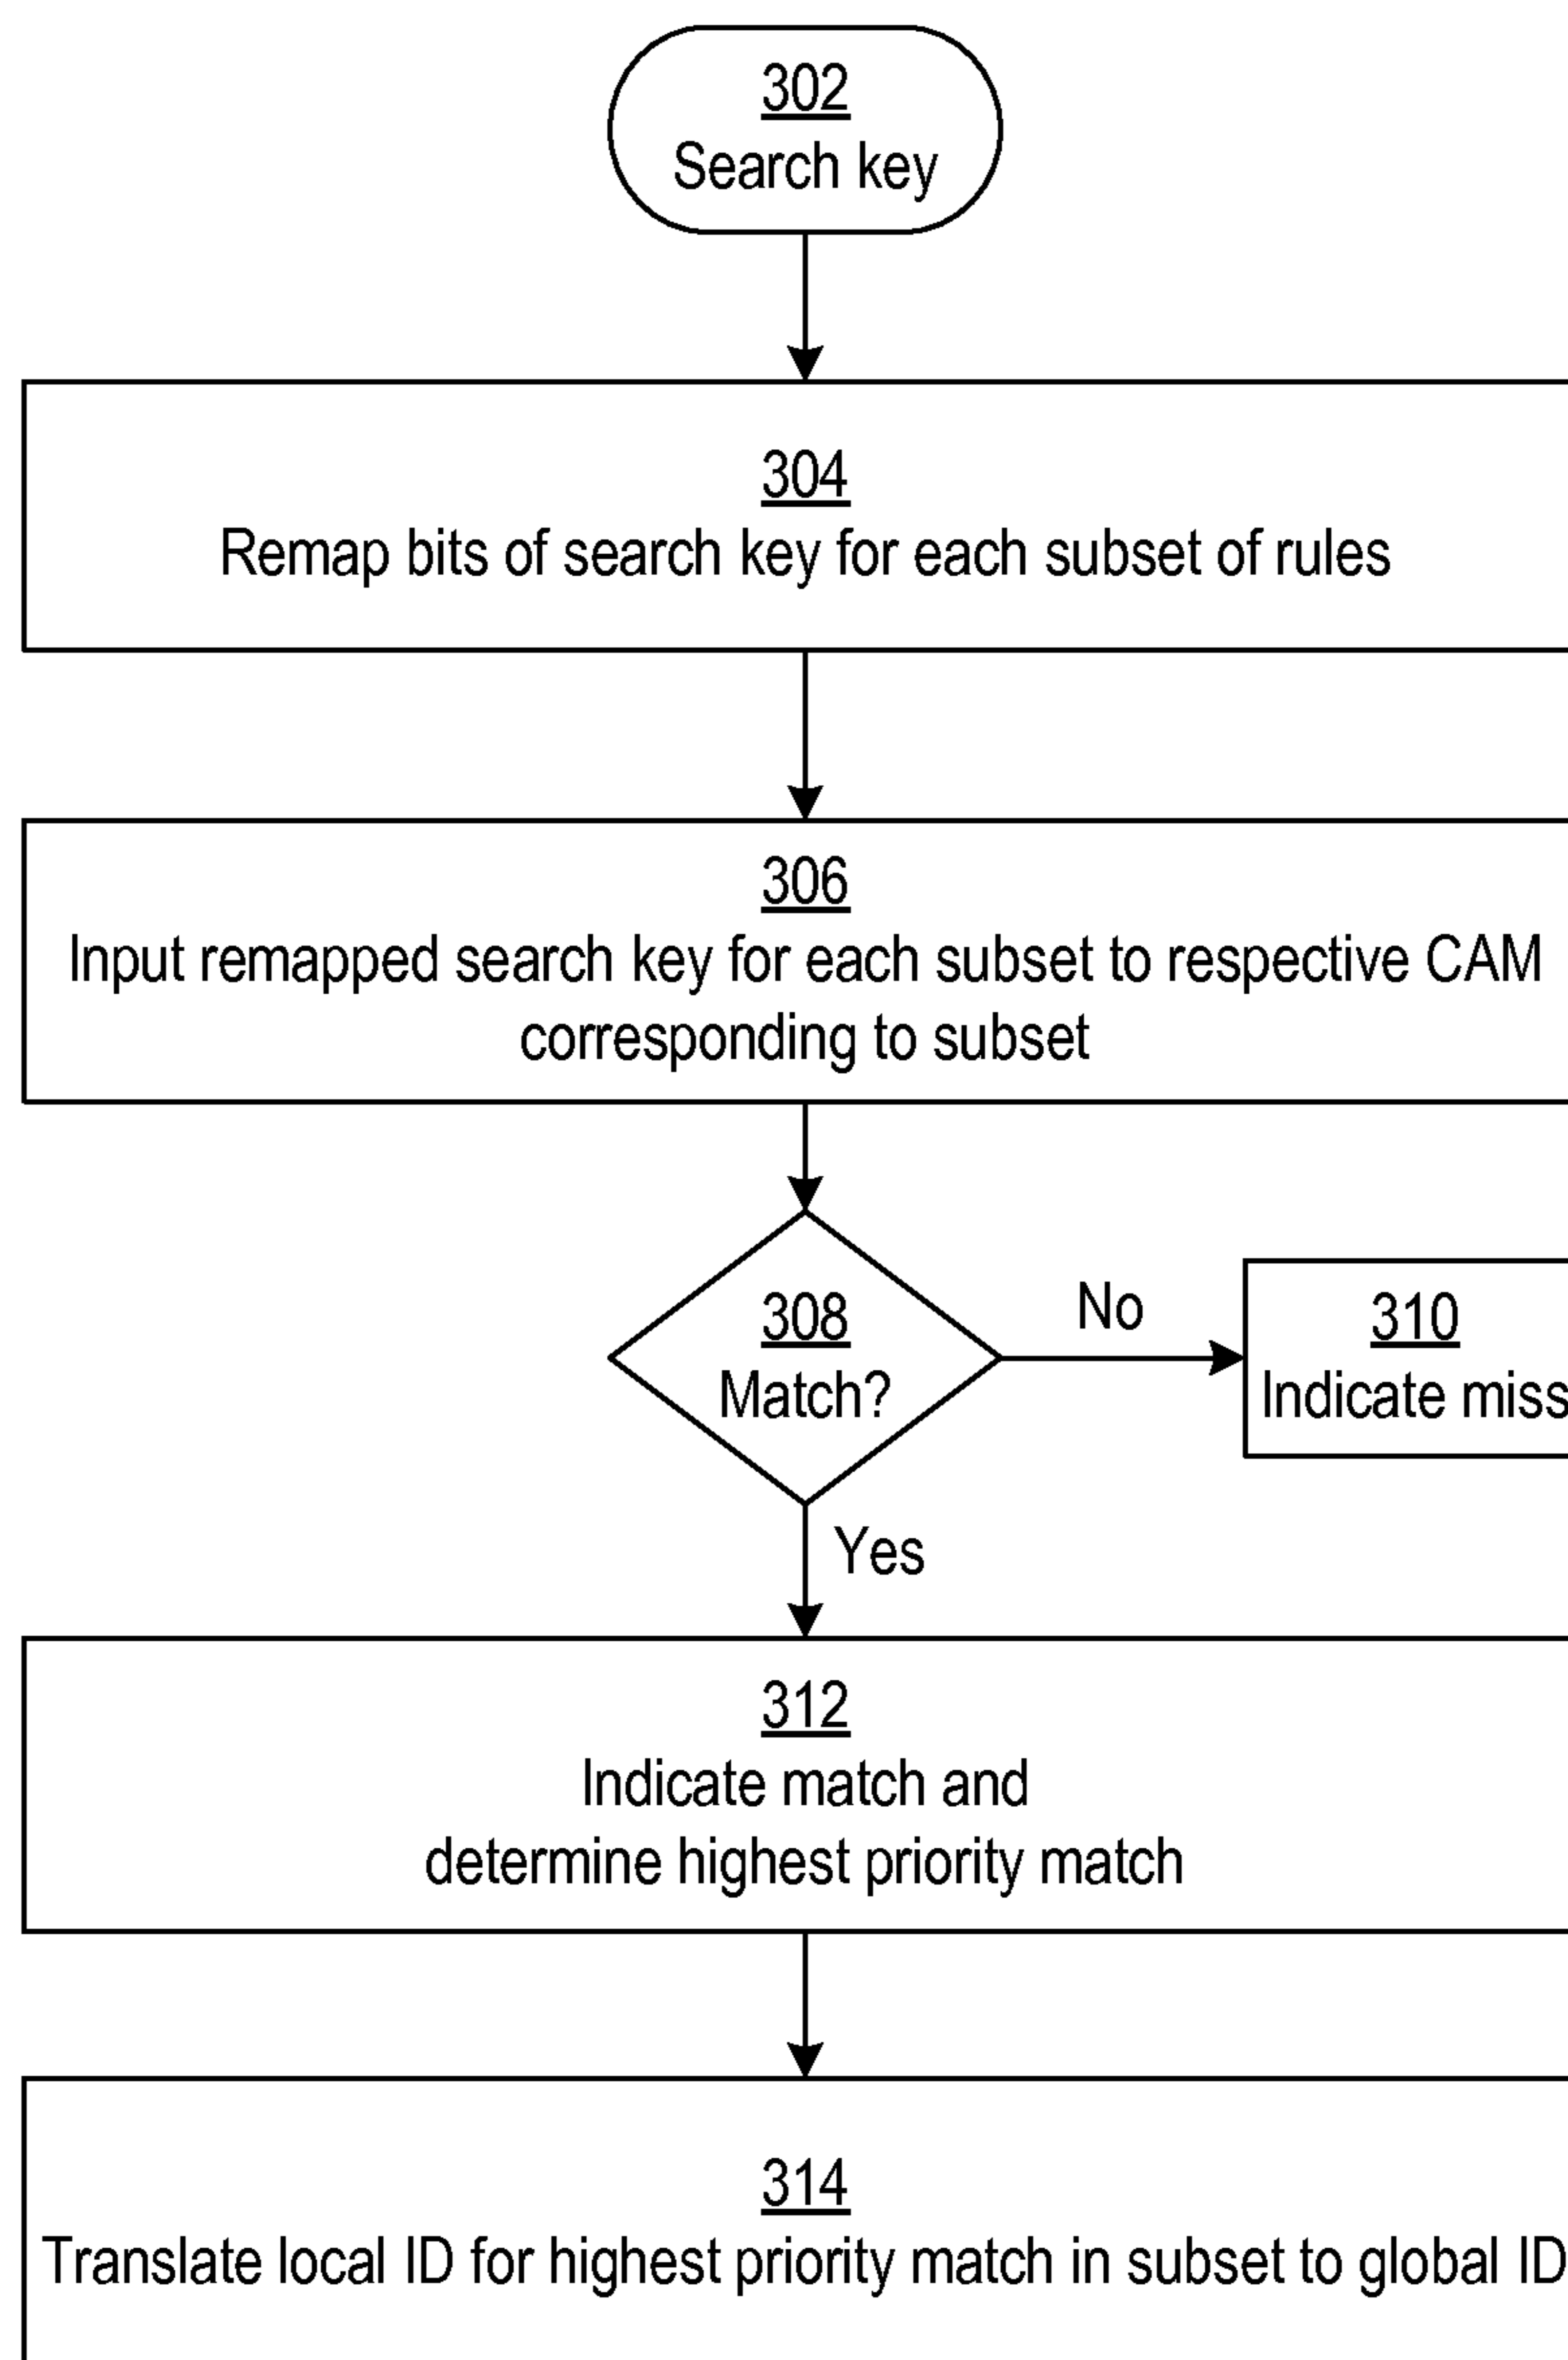 302
Search key
304
Remap bits of search key for each subset of rules
306
Input remapped search key for each subset to respective CAM
corresponding to subset
308
Match?
No
310
Indicate miss
Yes
312
Indicate match and
determine highest priority match
314
Translate local ID for highest priority match in subset to global ID